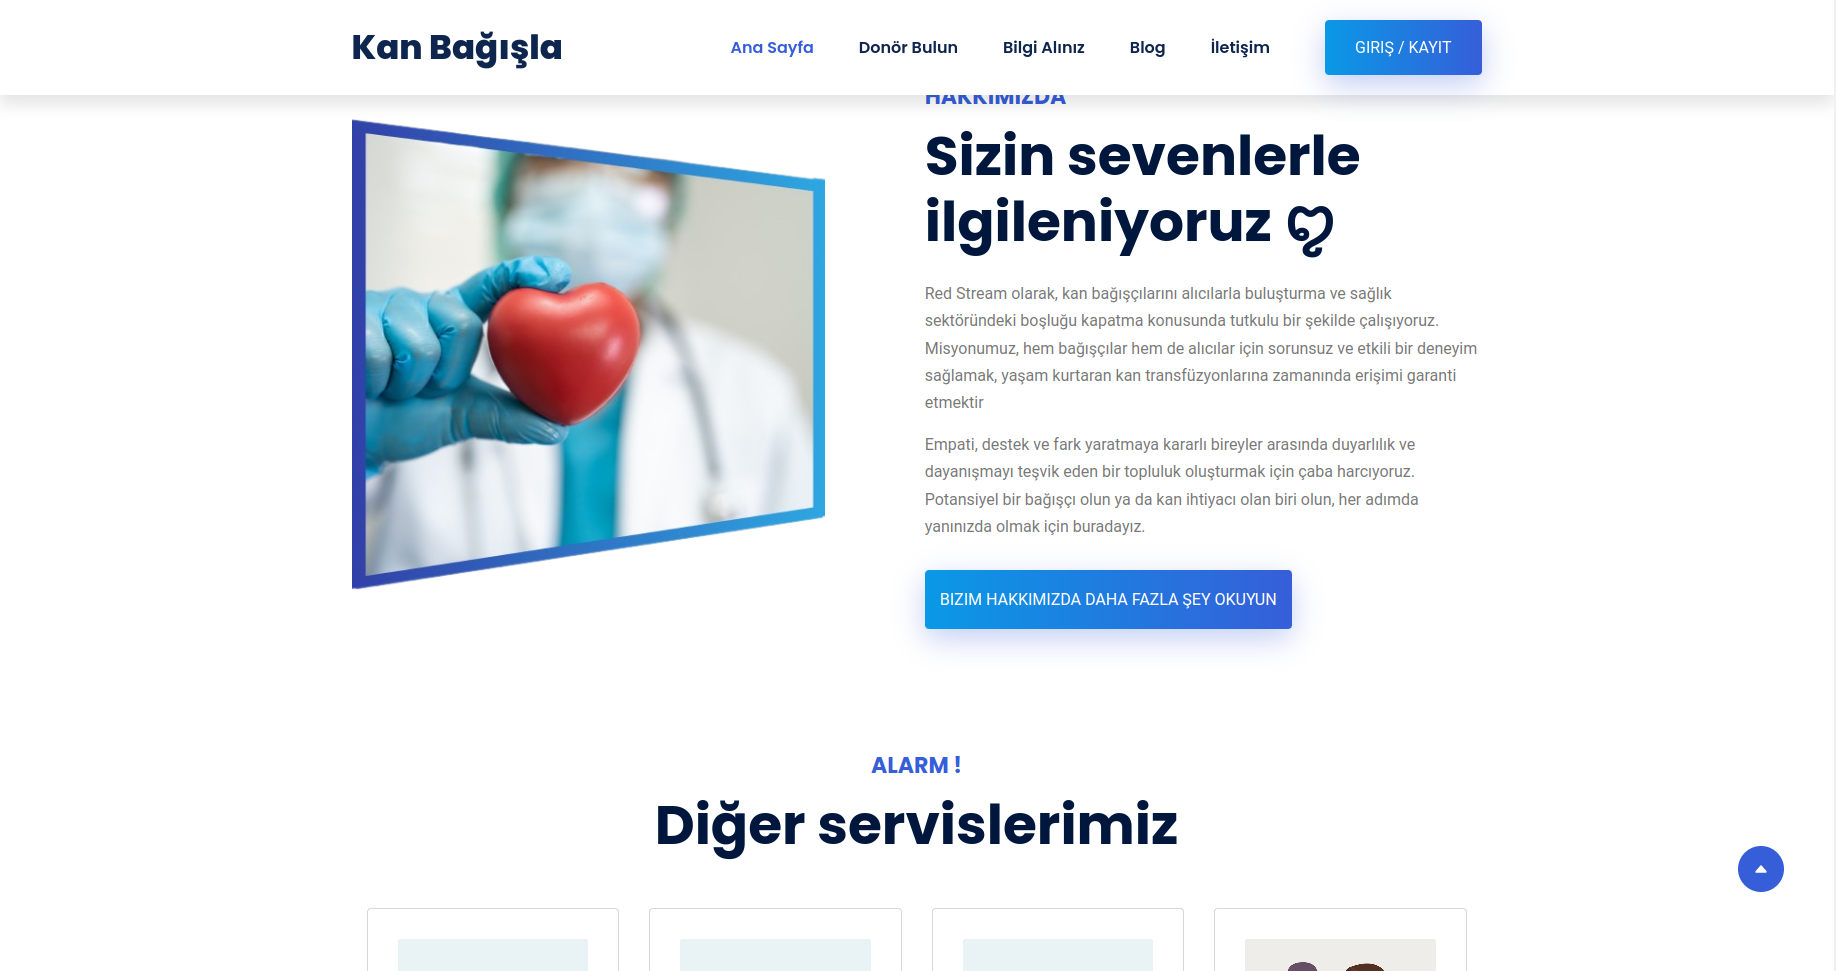 Kan Bağışla
Ana Sayfa
Donör Bulun
Bilgi Alınız
Blog
İletişim
GIRIŞ / KAYIT
HAKKIMIZDA
Sizin sevenlerle
ilgileniyoruz ღ
Red Stream olarak, kan bağışçılarını alıcılarla buluşturma ve sağlık
sektöründeki boşluğu kapatma konusunda tutkulu bir şekilde çalışıyoruz.
Misyonumuz, hem bağışçılar hem de alıcılar için sorunsuz ve etkili bir deneyim
sağlamak, yaşam kurtaran kan transfüzyonlarına zamanında erişimi garanti
etmektir
Empati, destek ve fark yaratmaya kararlı bireyler arasında duyarlılık ve
dayanışmayı teşvik eden bir topluluk oluşturmak için çaba harcıyoruz.
Potansiyel bir bağışçı olun ya da kan ihtiyacı olan biri olun, her adımda
yanınızda olmak için buradayız.
BIZIM HAKKIMIZDA DAHA FAZLA ŞEY OKUYUN
ALARM !
Diğer servislerimiz